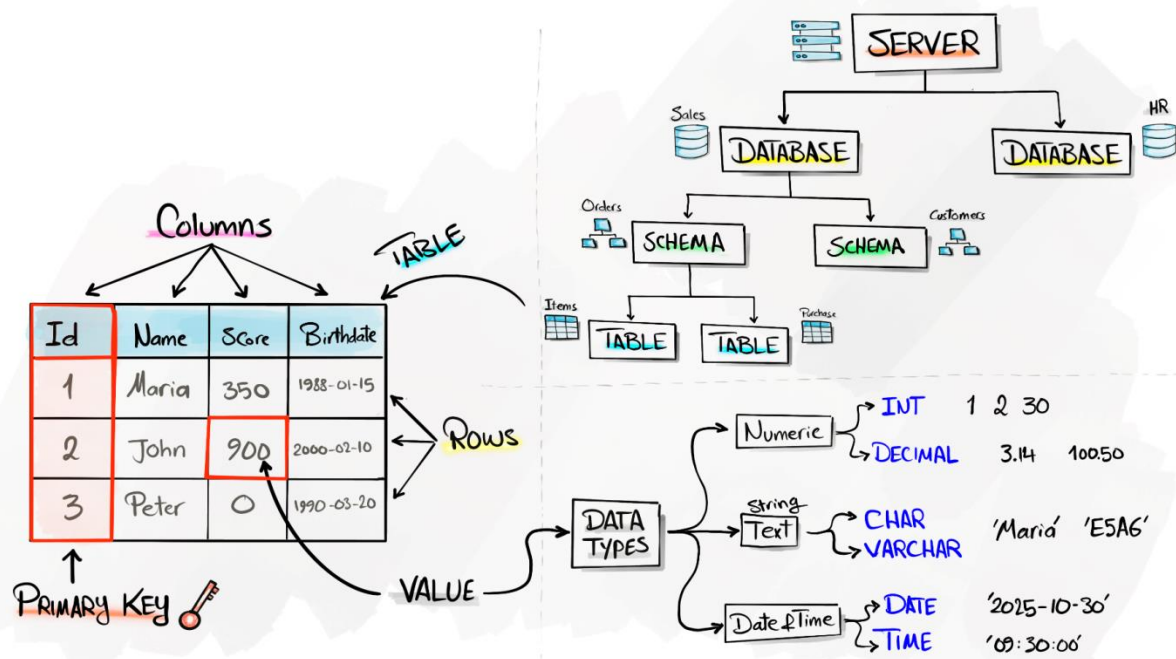 SERVER
Sales
HR
DATABASE
DATABASE
Orders
Customers
SCHEMA
SCHEMA
Items
Purchase
TABLE
TABLE
Columns
TABLE
Id Name Score Birthdate
1 Maria 350 1988-01-15
2 John 900 2000-02-10
3 Peter 0 1990-03-20
ROWS
PRIMARY KEY
VALUE
DATA
TYPES
Numeric
INT 1 2 30
DECIMAL 3.14 100.50
String
Text
CHAR
VARCHAR
'Maria' 'E5A6'
Date & Time
DATE '2025-10-30'
TIME '09:30:00'